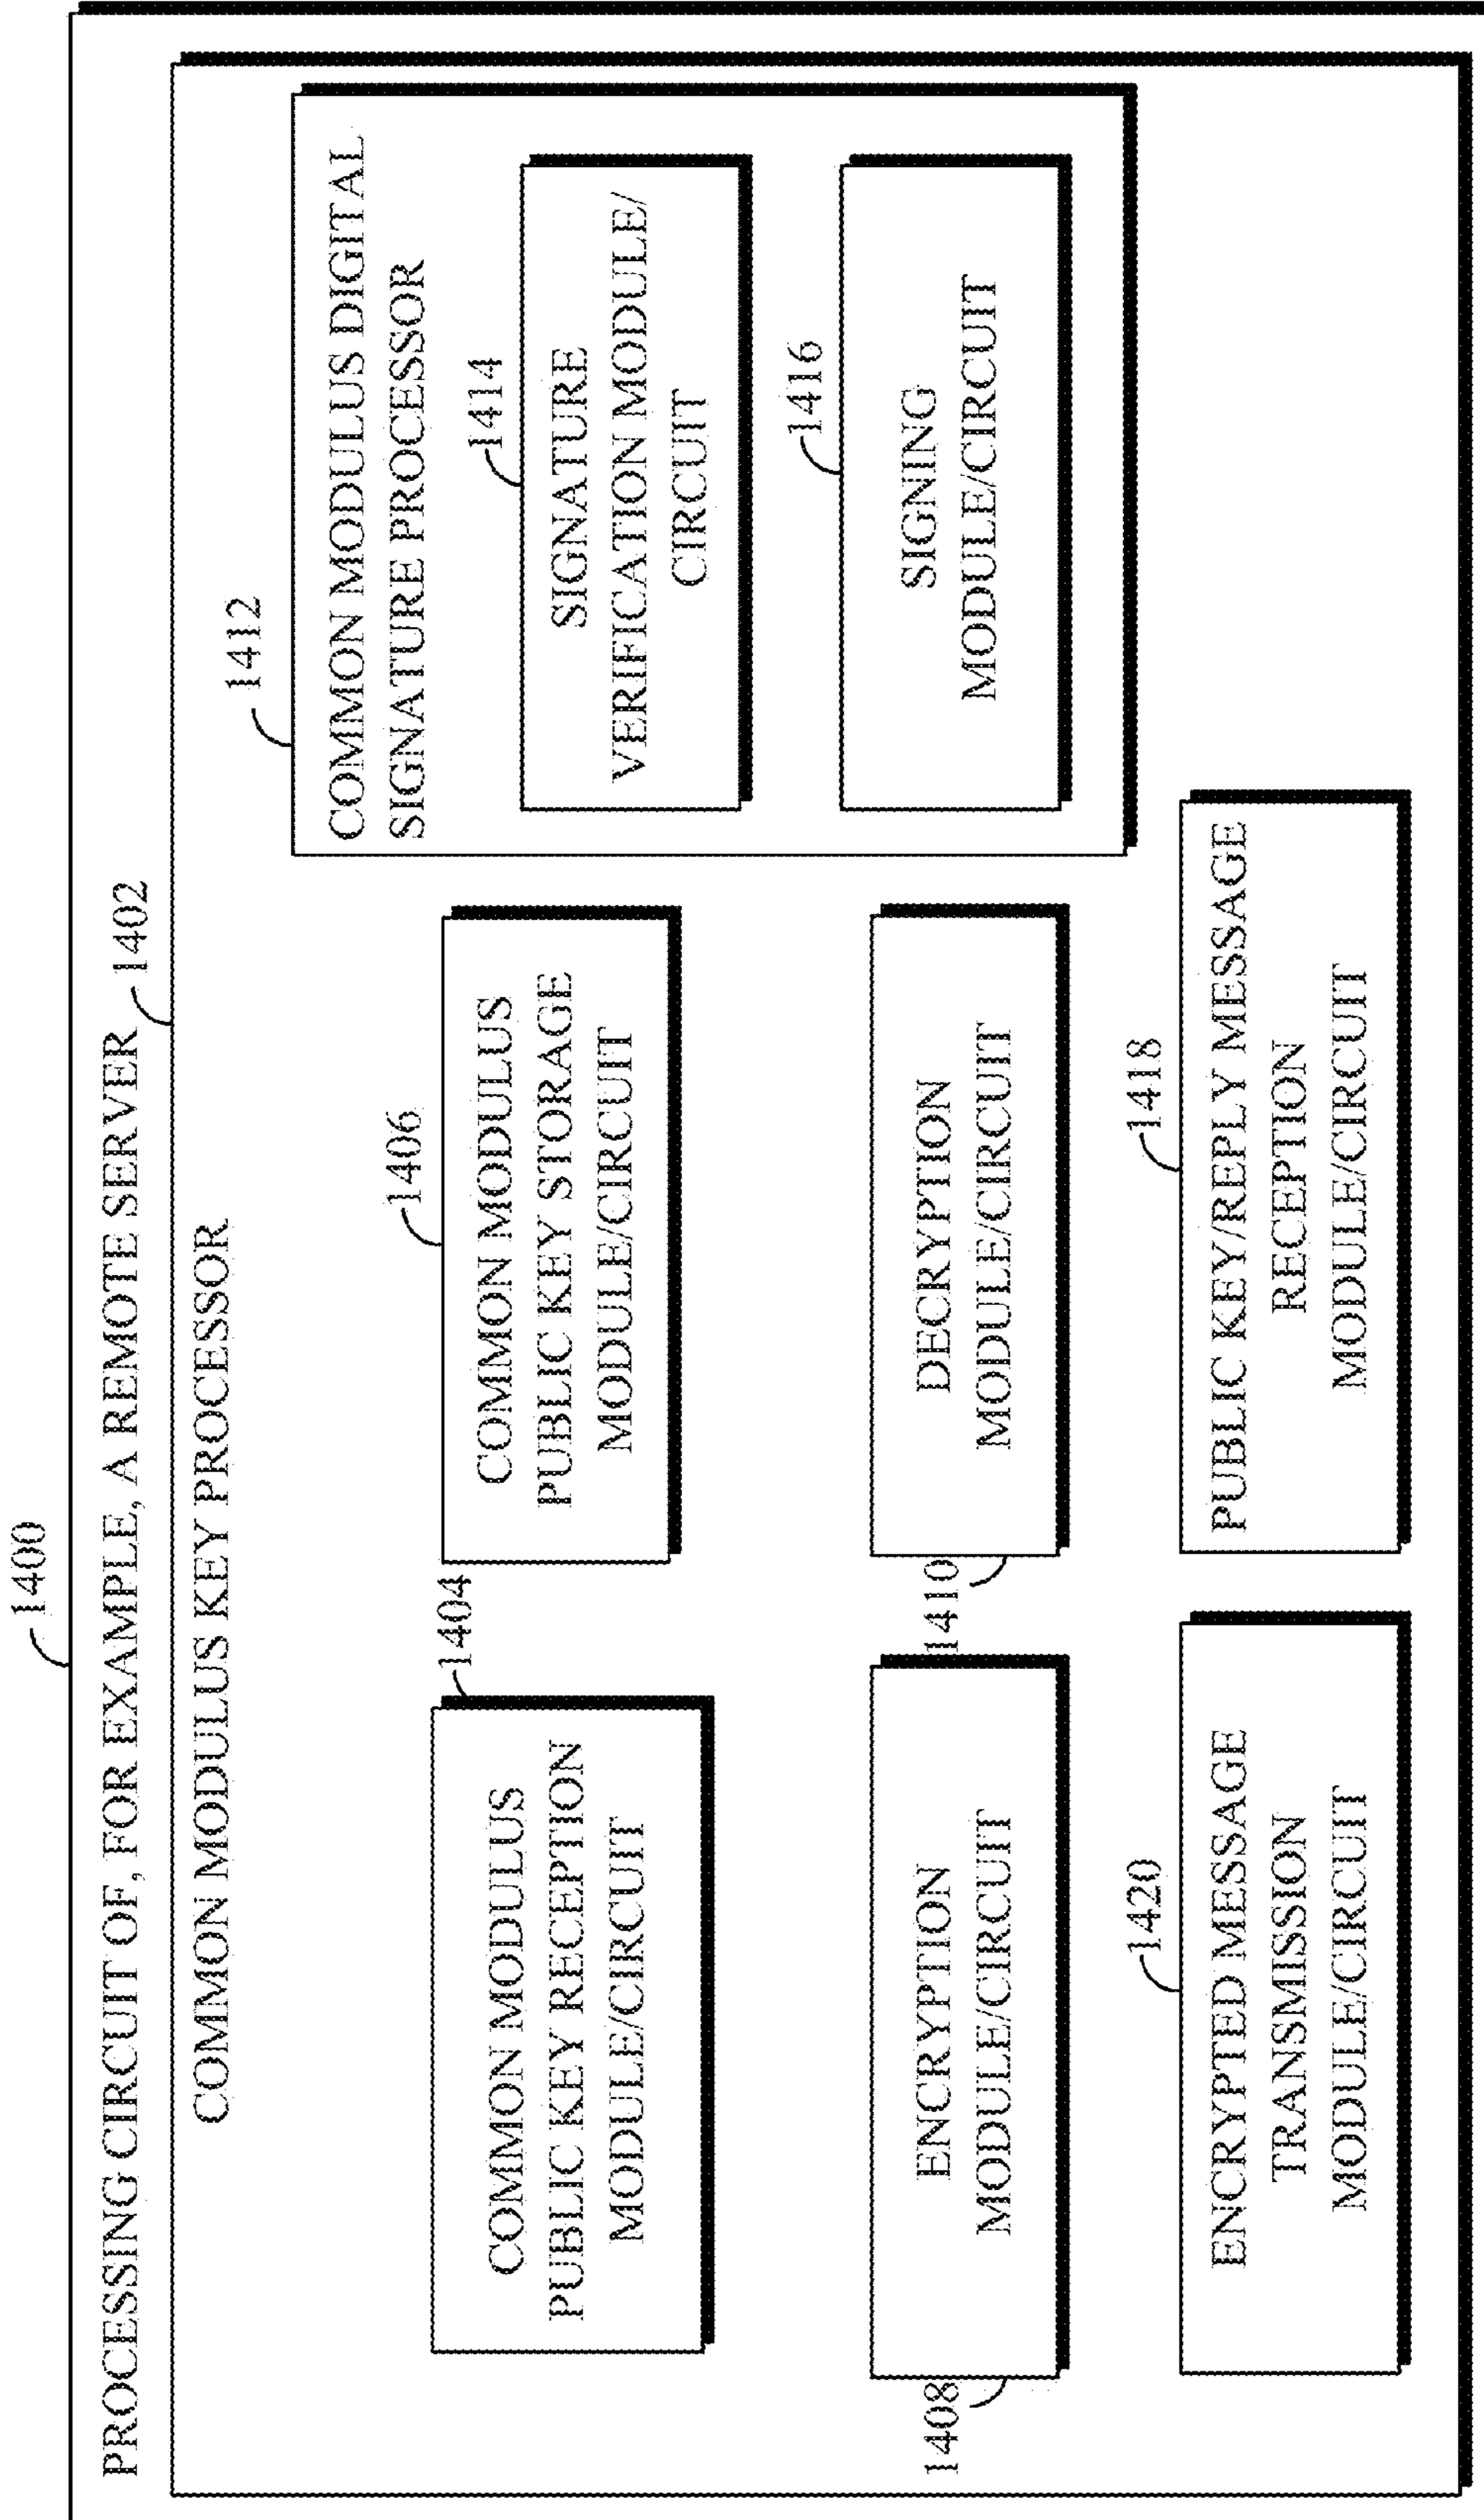 1400
PROCESSING CIRCUIT OF, FOR EXAMPLE, A REMOTE SERVER
1402
COMMON MODULUS KEY PROCESSOR
1404
COMMON MODULUS
PUBLIC KEY RECEPTION
MODULE/CIRCUIT
1406
COMMON MODULUS
PUBLIC KEY STORAGE
MODULE/CIRCUIT
1412
COMMON MODULUS DIGITAL
SIGNATURE PROCESSOR
1414
SIGNATURE
VERIFICATION MODULE/
CIRCUIT
1416
SIGNING
MODULE/CIRCUIT
1408
ENCRYPTION
MODULE/CIRCUIT
1410
DECRYPTION
MODULE/CIRCUIT
1420
ENCRYPTED MESSAGE
TRANSMISSION
MODULE/CIRCUIT
1418
PUBLIC KEY/REPLY MESSAGE
RECEPTION
MODULE/CIRCUIT